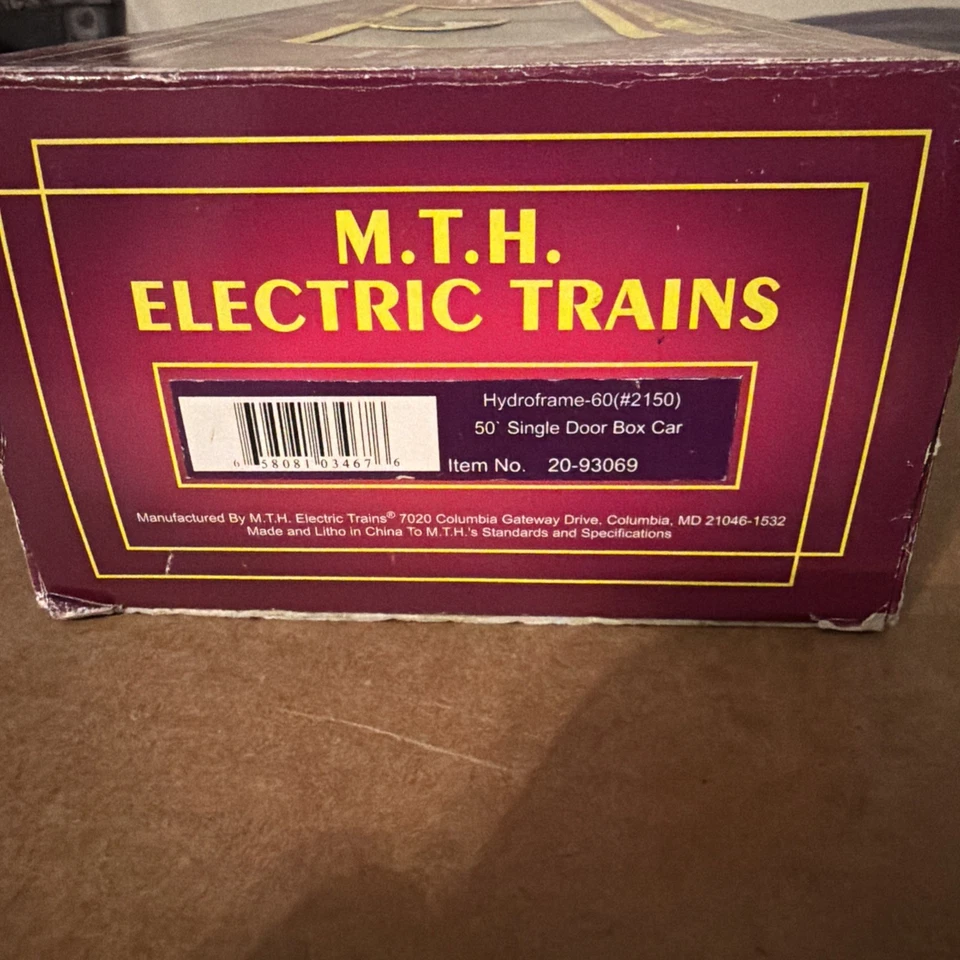 M.T.H.
ELECTRIC TRAINS
Hydroframe-60(#2150)
50' Single Door Box Car
6 58081 03467 6
Item No. 20-93069
Manufactured By M.T.H. Electric Trains® 7020 Columbia Gateway Drive, Columbia, MD 21046-1532
Made and Litho in China To M.T.H.'s Standards and Specifications